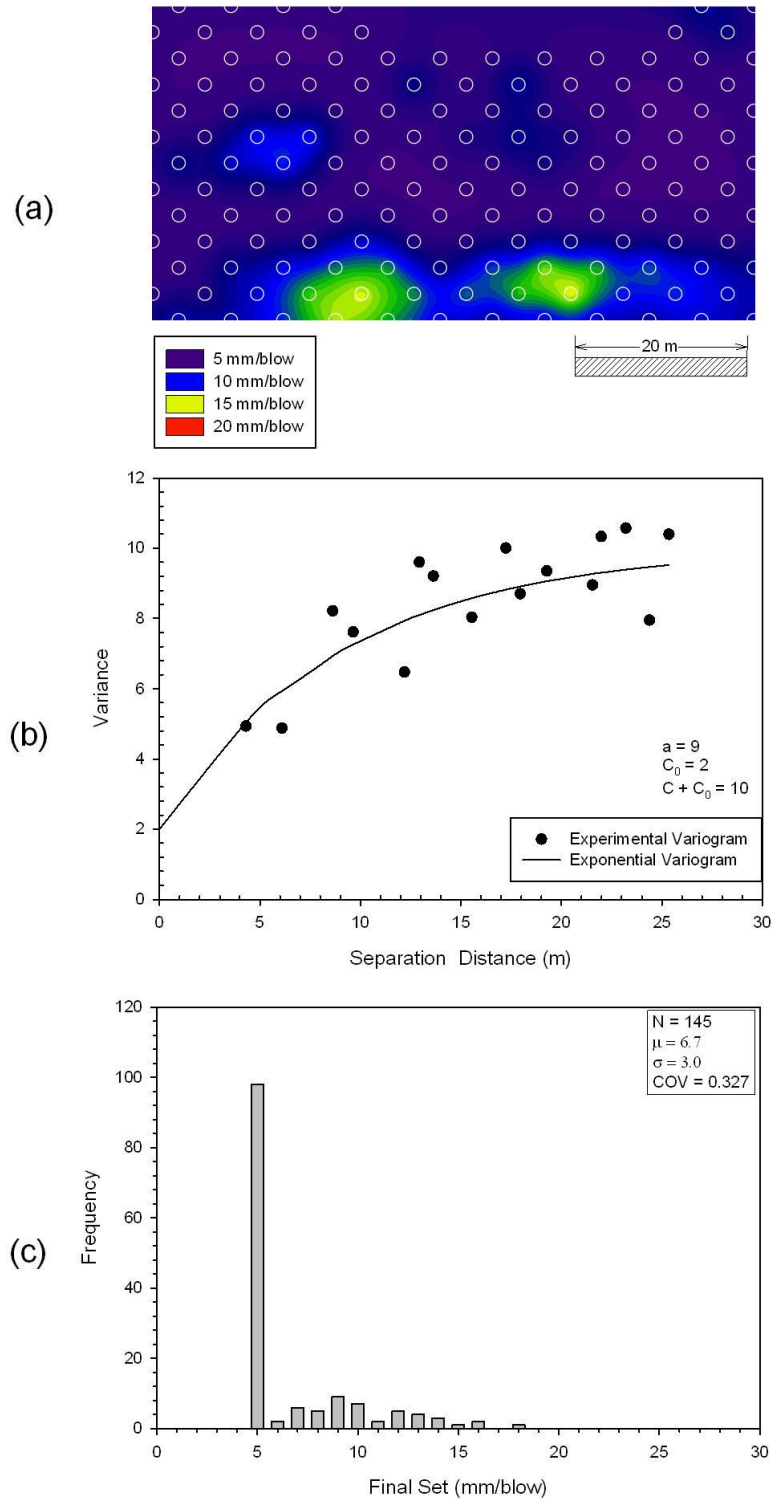 (a)
20 m
5 mm/blow
10 mm/blow
15 mm/blow
20 mm/blow
(b)
Variance
12
10
8
6
4
2
0
a = 9
C₀ = 2
C + C₀ = 10
Experimental Variogram
Exponential Variogram
0 5 10 15 20 25 30
Separation Distance (m)
(c)
Frequency
120
100
80
60
40
20
0
N = 145
μ = 6.7
σ = 3.0
COV = 0.327
0 5 10 15 20 25 30
Final Set (mm/blow)